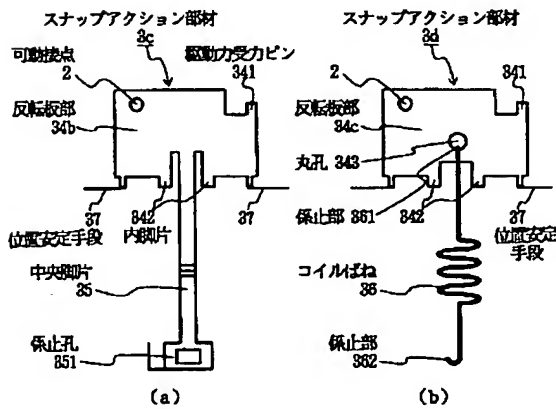 スナップアクション部材
3c
可動接点
2
駆動力受力ピン
341
反転板部
34b
37
342
37
位置安定手段
内脚片
中央脚片
35
係止孔
351
(a)
スナップアクション部材
3d
2
341
反転板部
34c
丸孔
343
係止部
361
342
37
位置安定
手段
コイルばね
36
係止部
362
(b)